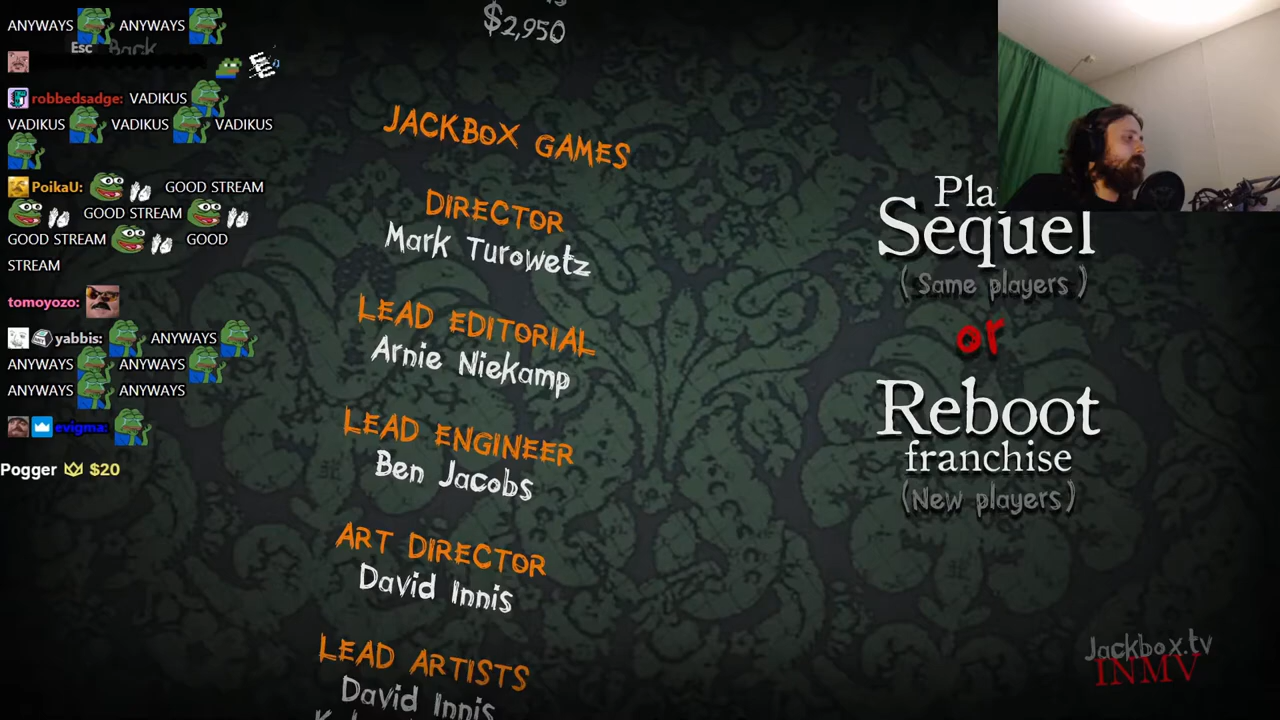 ANYWAYS ANYWAYS
Esc Back
robbedsadge: VADIKUS
VADIKUS VADIKUS VADIKUS
PoikaU: GOOD STREAM
GOOD STREAM
GOOD STREAM GOOD
STREAM
tomoyozo:
yabbis: ANYWAYS
ANYWAYS ANYWAYS
ANYWAYS ANYWAYS
evigma:
Pogger $20
$2,950
JACKBOX GAMES
DIRECTOR
Mark Turowetz
LEAD EDITORIAL
Arnie Niekamp
LEAD ENGINEER
Ben Jacobs
ART DIRECTOR
David Innis
LEAD ARTISTS
David Innis
Sequel
(Same players)
or
Reboot
franchise
(New players)
Jackbox.tv
INMV